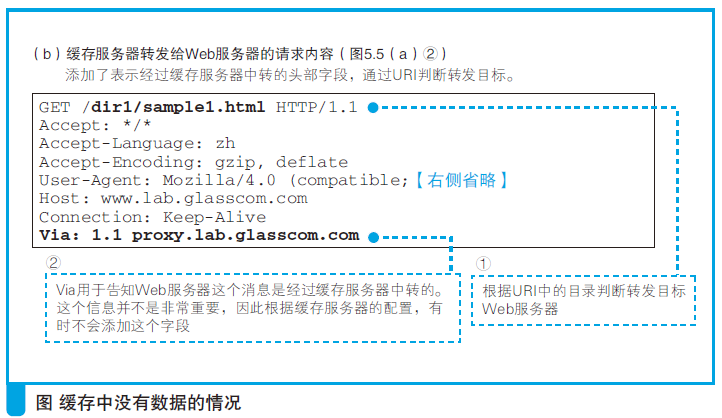 （b）缓存服务器转发给Web服务器的请求内容（图5.5（a）②）
添加了表示经过缓存服务器中转的头部字段，通过URI判断转发目标。
GET /dir1/sample1.html HTTP/1.1
Accept: */*
Accept-Language: zh
Accept-Encoding: gzip, deflate
User-Agent: Mozilla/4.0 (compatible;【右侧省略】
Host: www.lab.glasscom.com
Connection: Keep-Alive
Via: 1.1 proxy.lab.glasscom.com
②
Via用于告知Web服务器这个消息是经过缓存服务器中转的。
这个信息并不是非常重要，因此根据缓存服务器的配置，有
时不会添加这个字段
①
根据URI中的目录判断转发目标
Web服务器
图 缓存中没有数据的情况